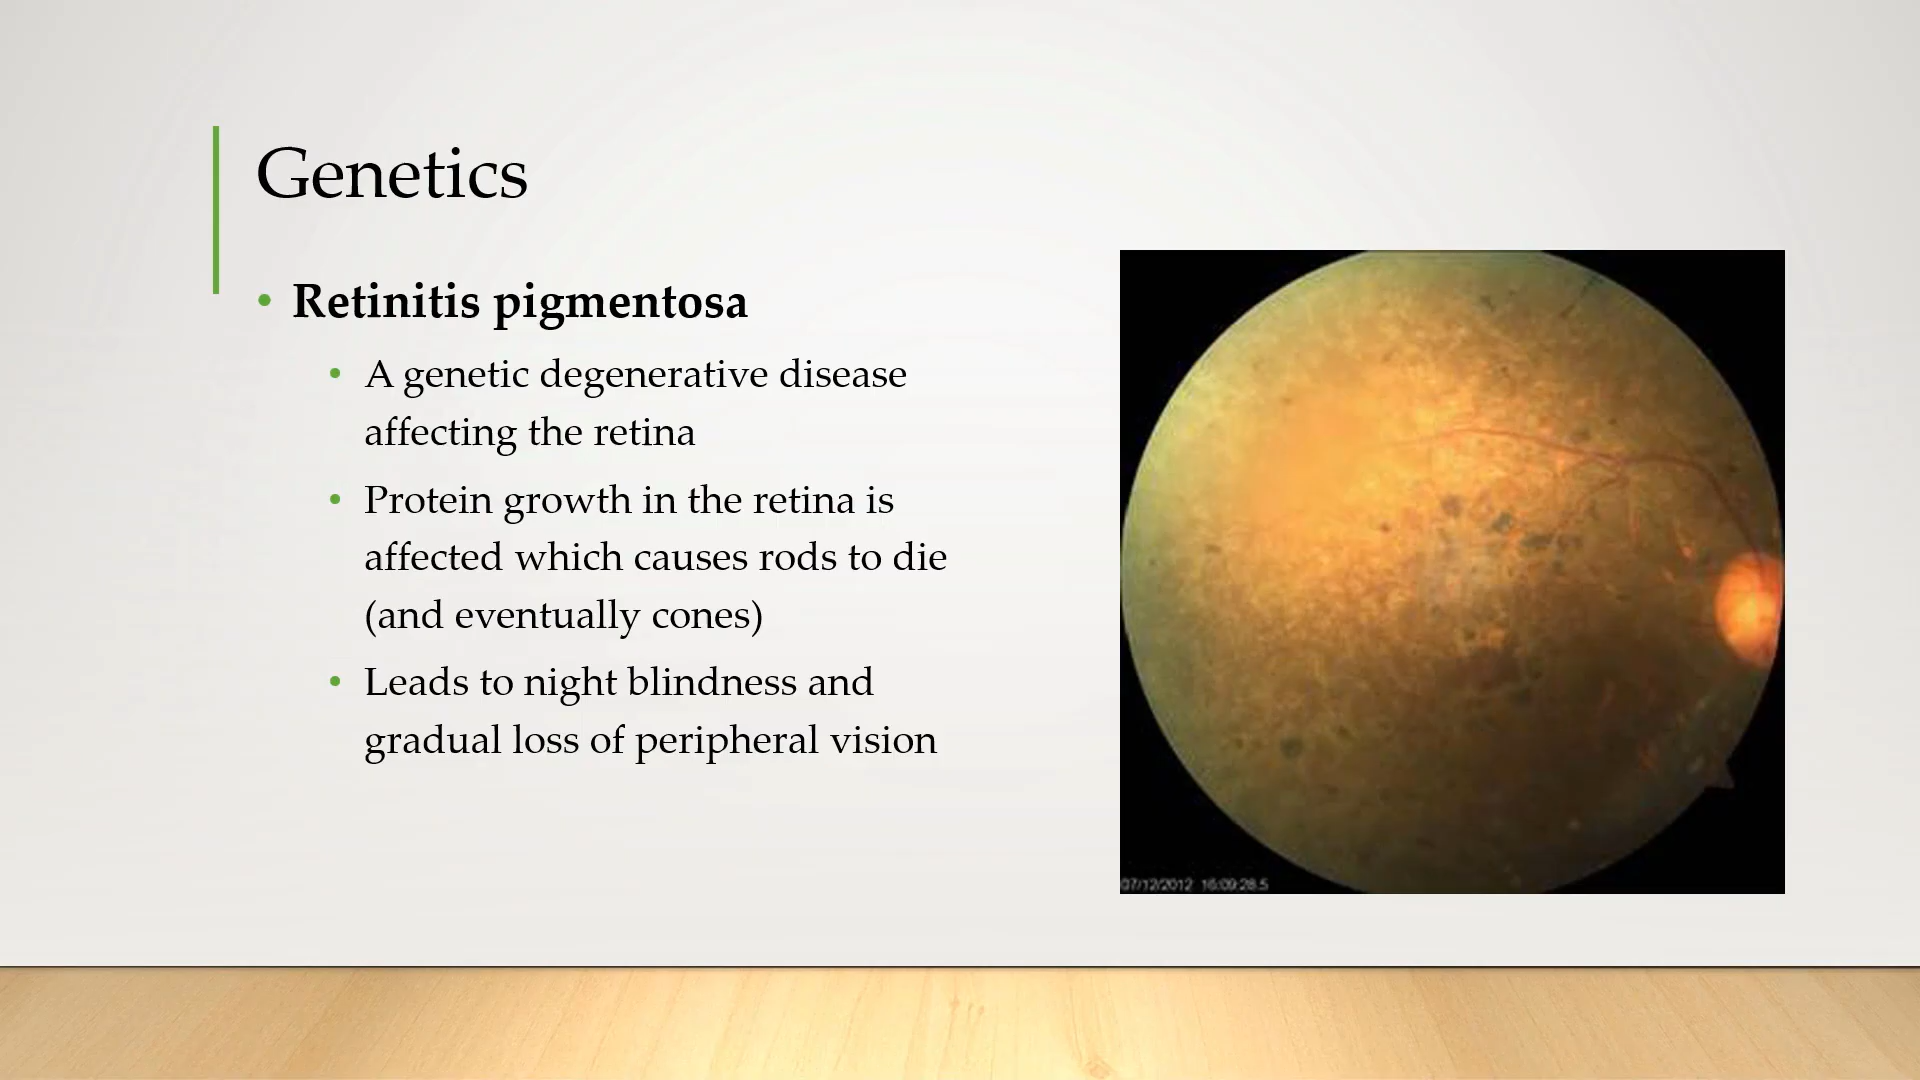 Genetics
• Retinitis pigmentosa
• A genetic degenerative disease
affecting the retina
• Protein growth in the retina is
affected which causes rods to die
(and eventually cones)
• Leads to night blindness and
gradual loss of peripheral vision
07/12/2012 16:09:28.5